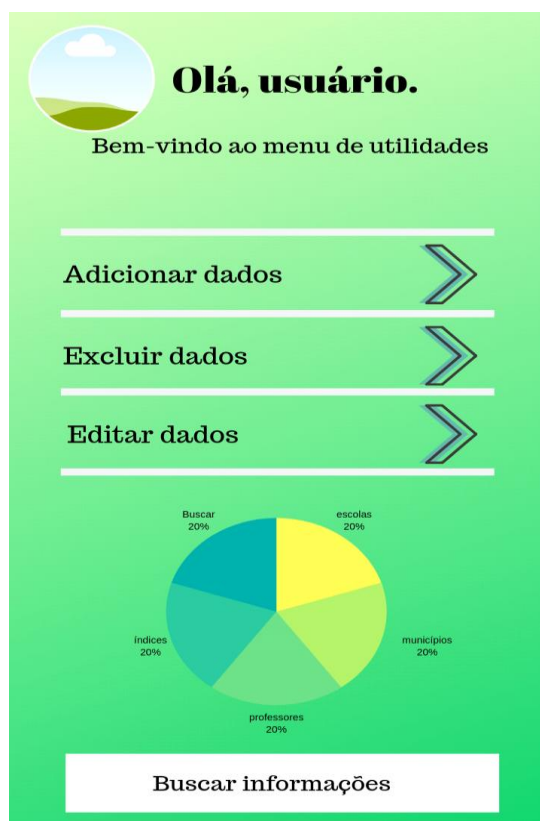 Olá, usuário.
Bem-vindo ao menu de utilidades
Adicionar dados
Excluir dados
Editar dados
Buscar
20%
escolas
20%
índices
20%
municípios
20%
professores
20%
Buscar informações